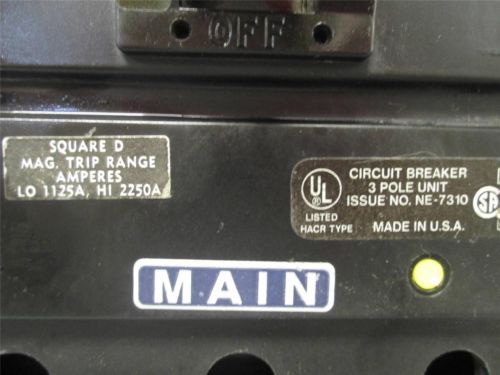 OFF
SQUARE D
MAG. TRIP RANGE
AMPERES
LO 1125A, HI 2250A
UL
®
LISTED
HACR TYPE
CIRCUIT BREAKER
3 POLE UNIT
ISSUE NO. NE-7310
MADE IN U.S.A.
SA
MAIN